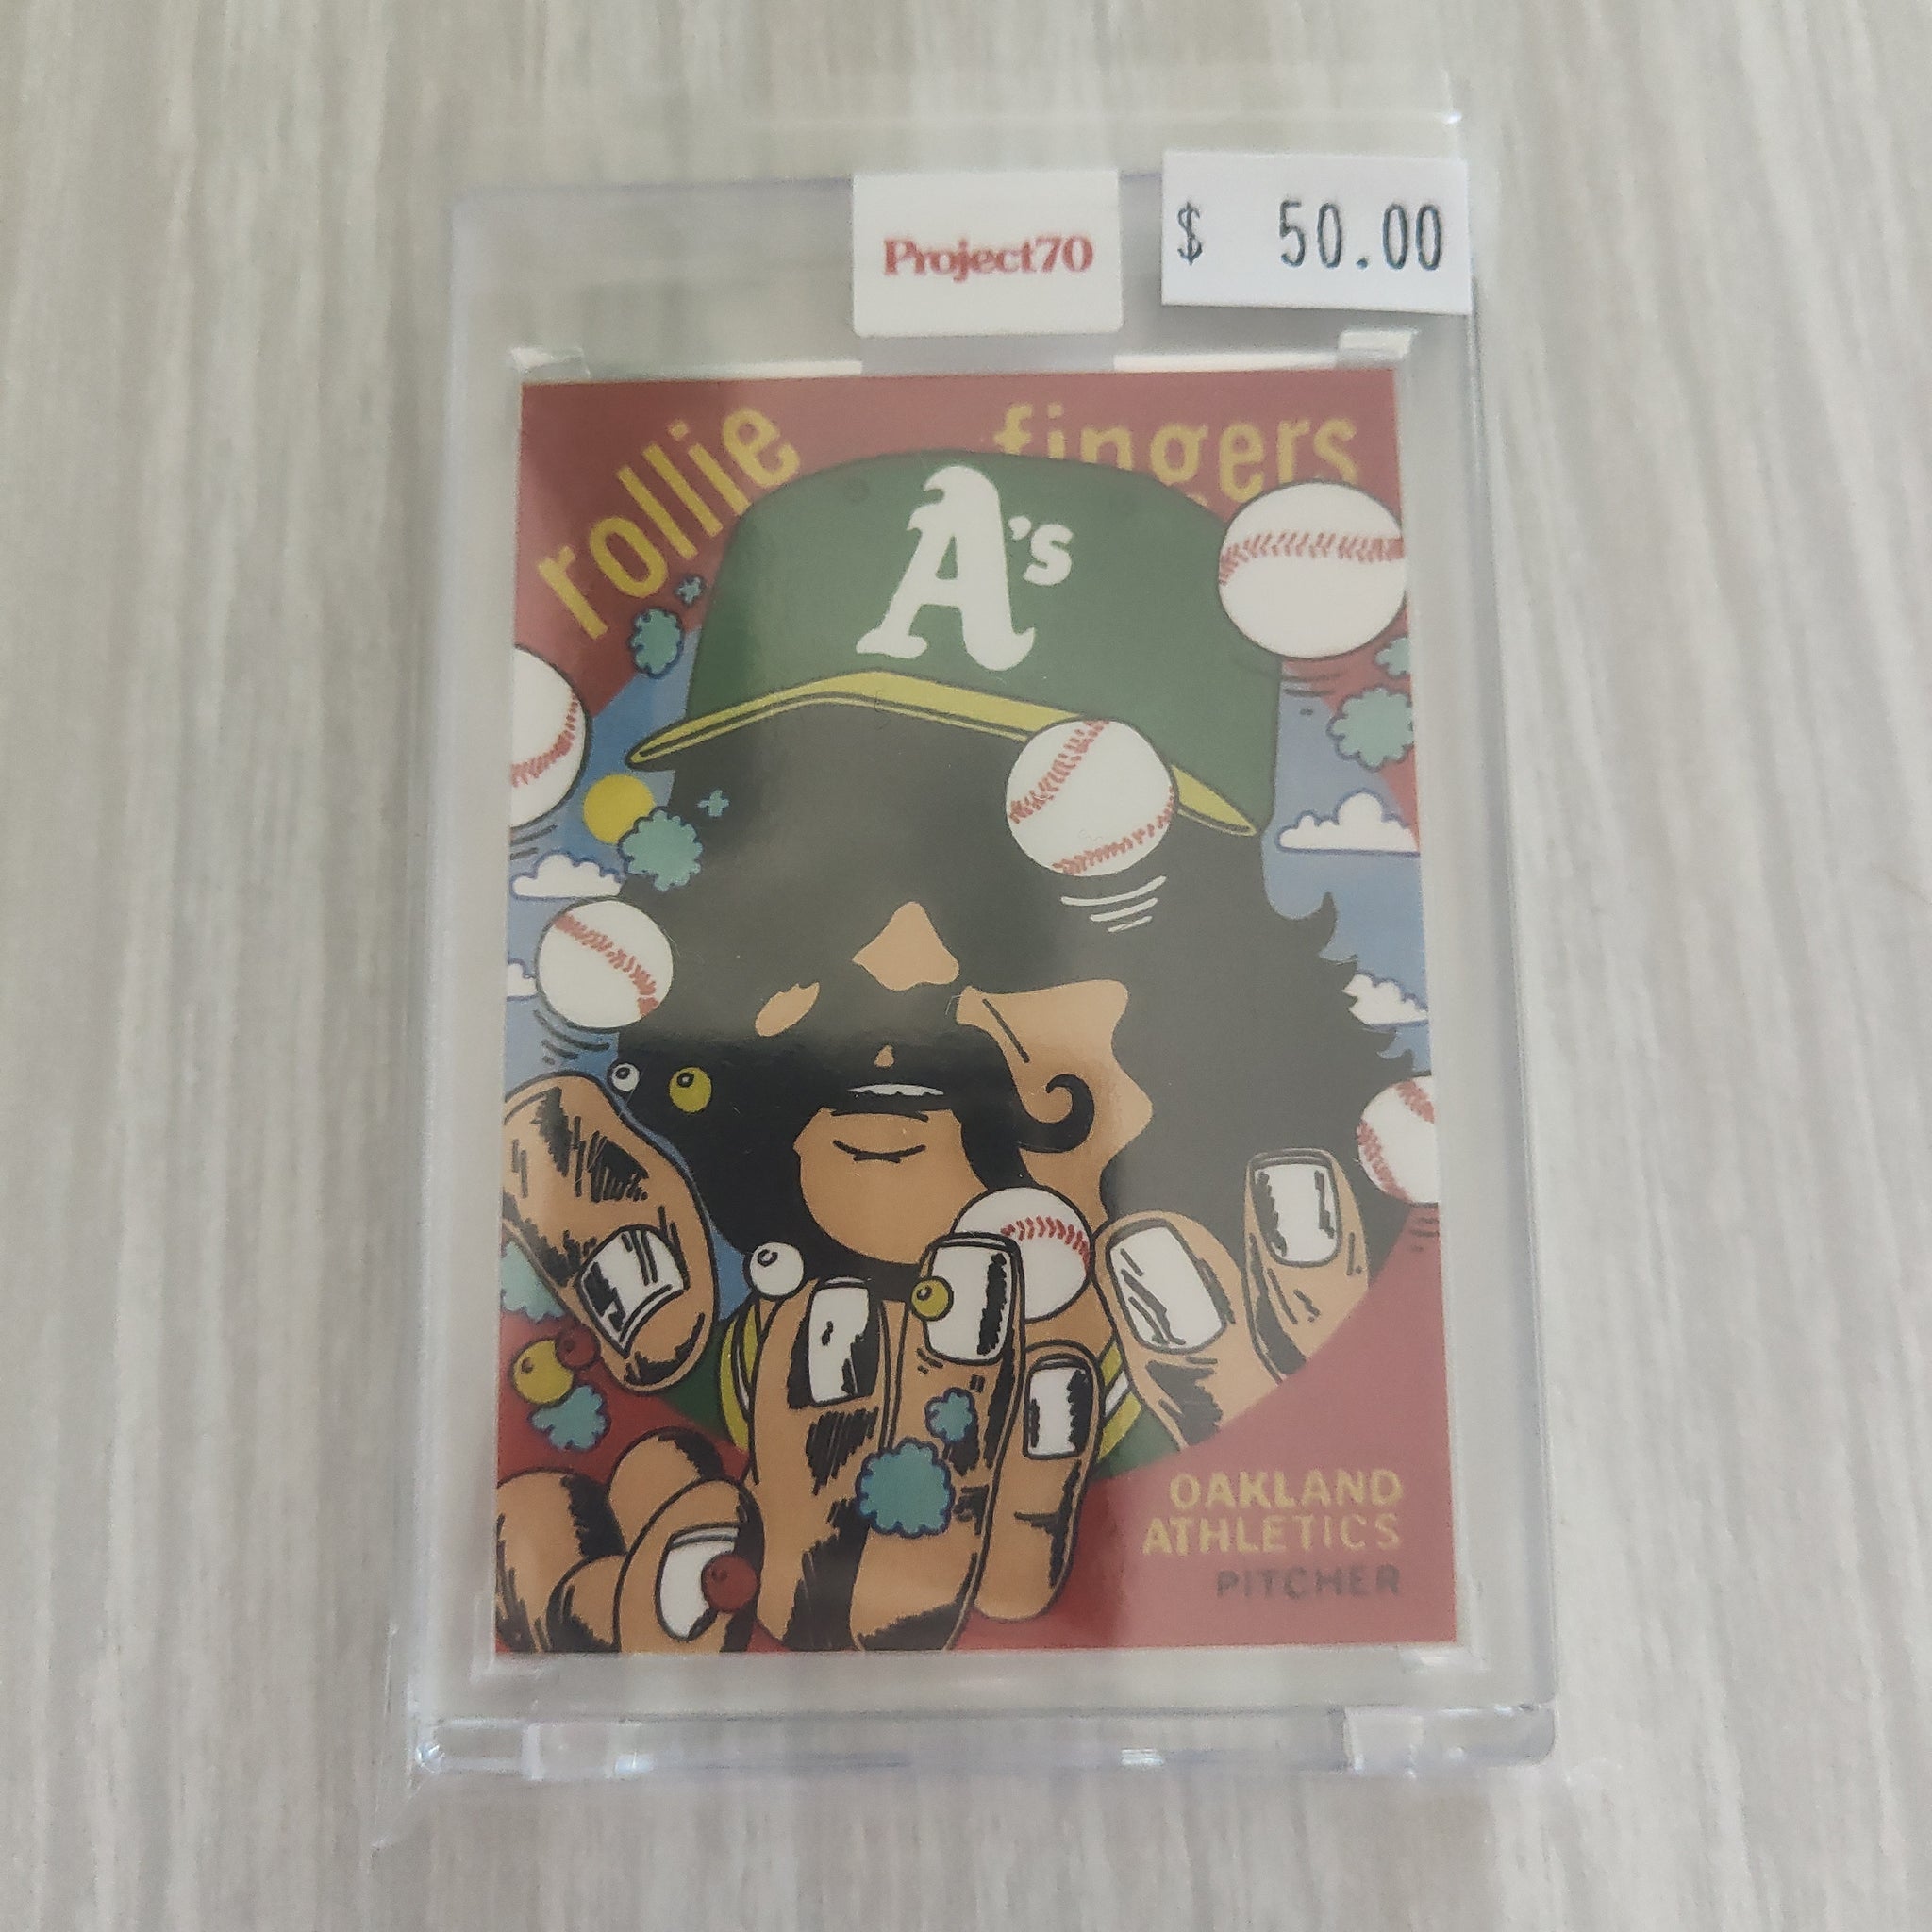 Project70
$ 50.00
rollie fingers
A's
OAKLAND
ATHLETICS
PITCHER